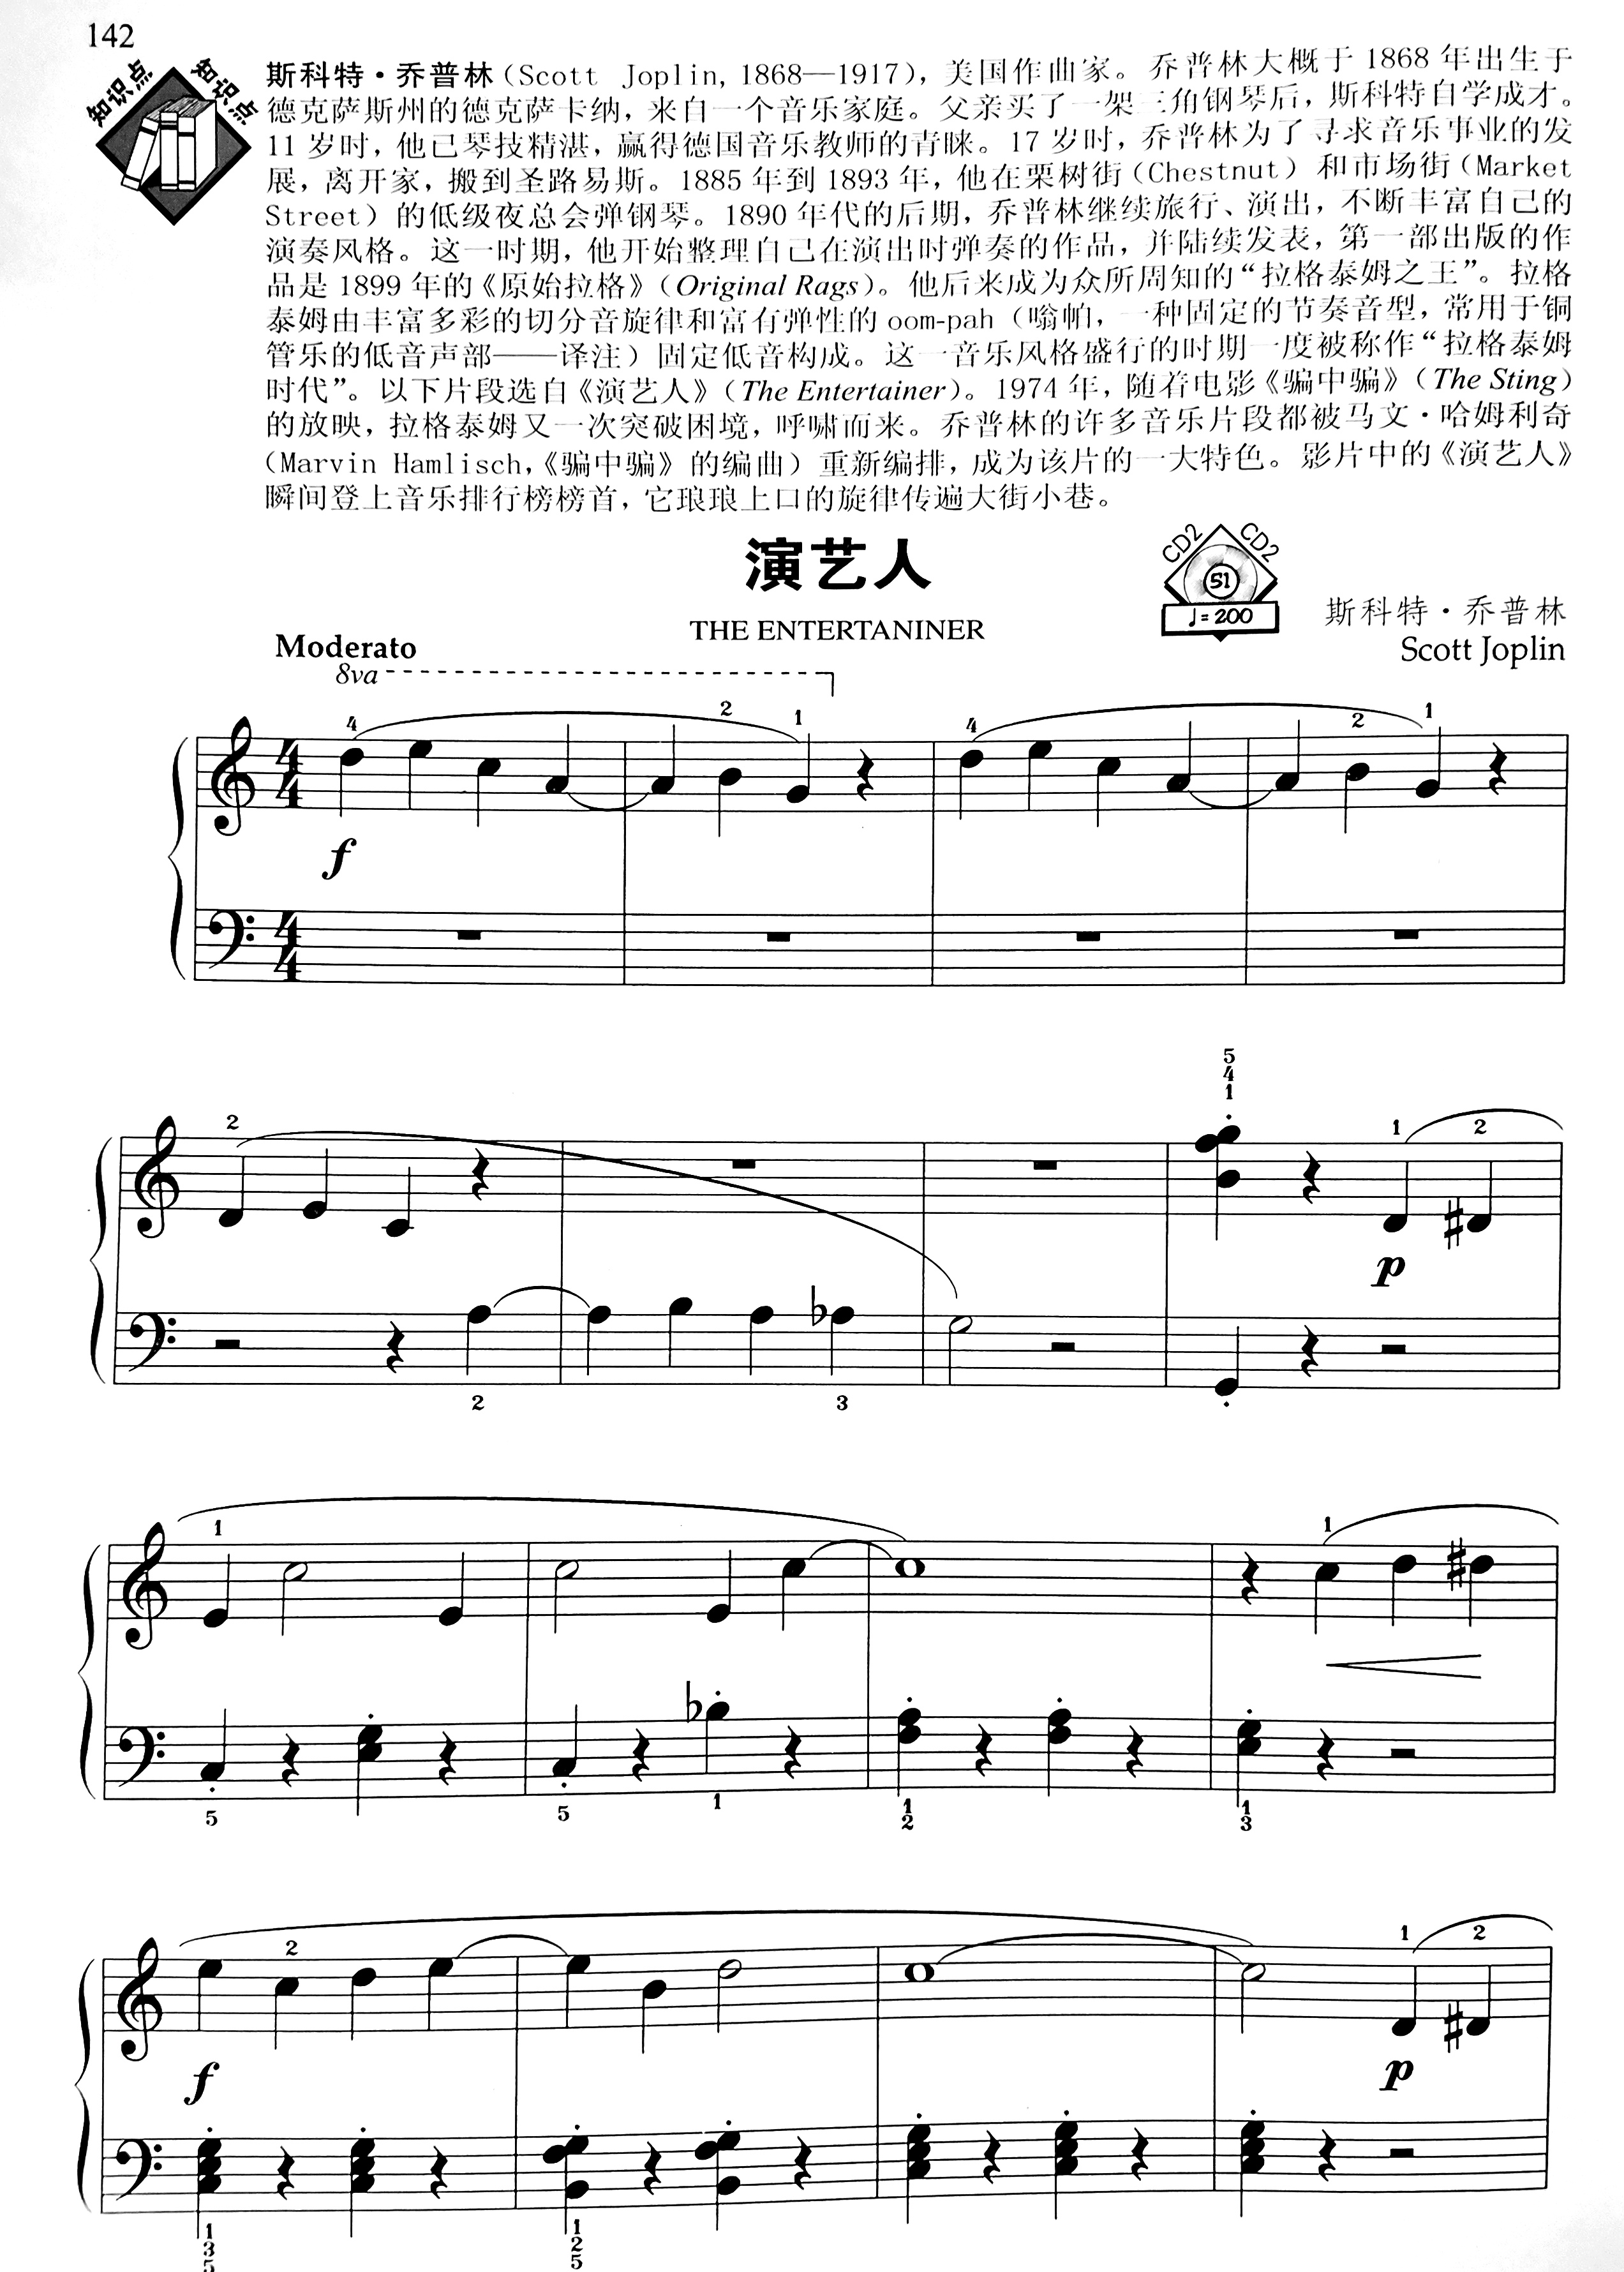 142
知识点 知识点
斯科特·乔普林（Scott Joplin, 1868—1917），美国作曲家。乔普林大概于 1868 年出生于
德克萨斯州的德克萨卡纳，来自一个音乐家庭。父亲买了一架三角钢琴后，斯科特自学成才。
11 岁时，他已琴技精湛，赢得德国音乐教师的青睐。17 岁时，乔普林为了寻求音乐事业的发
展，离开家，搬到圣路易斯。1885 年到 1893 年，他在栗树街（Chestnut）和市场街（Market
Street）的低级夜总会弹钢琴。1890 年代的后期，乔普林继续旅行、演出，不断丰富自己的
演奏风格。这一时期，他开始整理自己在演出时弹奏的作品，并陆续发表，第一部出版的作
品是 1899 年的《原始拉格》（Original Rags）。他后来成为众所周知的“拉格泰姆之王”。拉格
泰姆由丰富多彩的切分音旋律和富有弹性的 oom-pah（嗡帕，一种固定的节奏音型，常用于铜
管乐的低音声部——译注）固定低音构成。这一音乐风格盛行的时期一度被称作“拉格泰姆
时代”。以下片段选自《演艺人》（The Entertainer）。1974 年，随着电影《骗中骗》（The Sting）
的放映，拉格泰姆又一次突破困境，呼啸而来。乔普林的许多音乐片段都被马文·哈姆利奇
（Marvin Hamlisch，《骗中骗》的编曲）重新编排，成为该片的一大特色。影片中的《演艺人》
瞬间登上音乐排行榜榜首，它琅琅上口的旋律传遍大街小巷。
演艺人
CD2 CD2
51
♩= 200
THE ENTERTANINER
斯科特·乔普林
Scott Joplin
Moderato
8va
4 2 1 4 2 1
4 4
f
4 4
5
4
2 1 1 2
p
2 3
1 1
5 5 1 1 1
2 3
2 1 2
f p
1 1
3 2
5 5